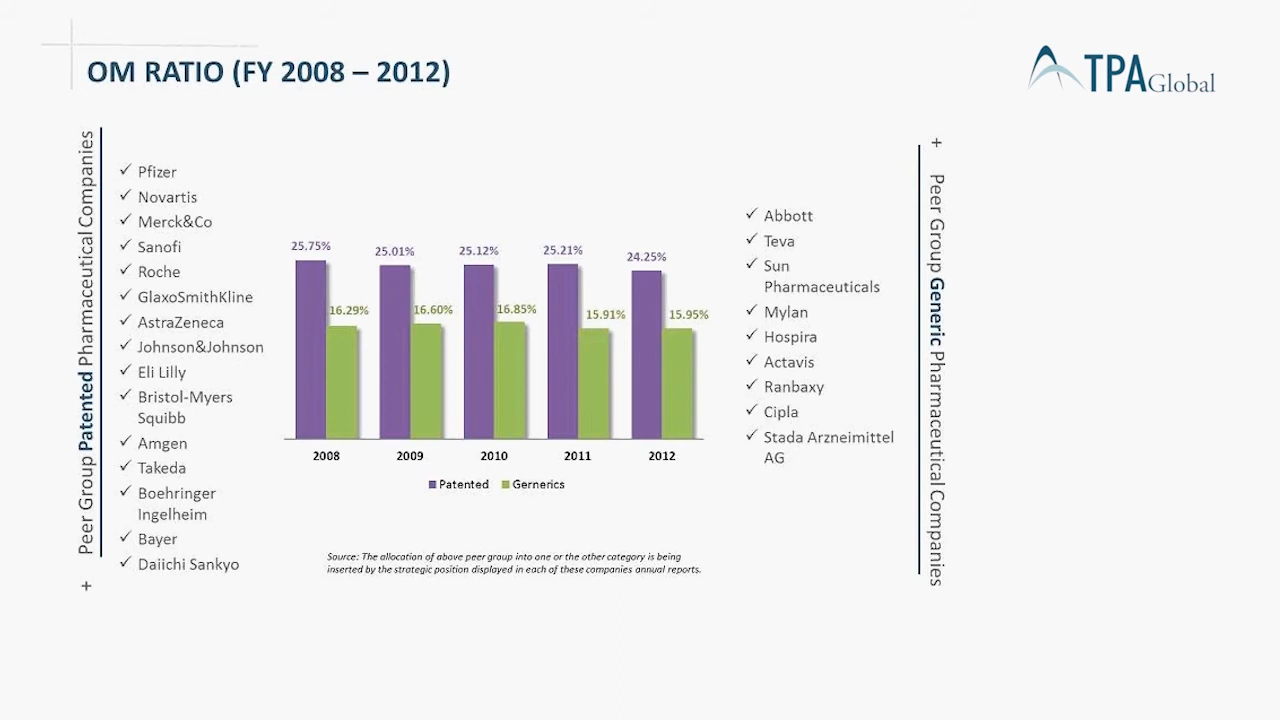 OM RATIO (FY 2008 – 2012)
TPA Global
+ Peer Group Patented Pharmaceutical Companies
✓ Pfizer
✓ Novartis
✓ Merck&Co
✓ Sanofi
✓ Roche
✓ GlaxoSmithKline
✓ AstraZeneca
✓ Johnson&Johnson
✓ Eli Lilly
✓ Bristol-Myers
Squibb
✓ Amgen
✓ Takeda
✓ Boehringer
Ingelheim
✓ Bayer
✓ Daiichi Sankyo
25.75% 25.01% 25.12% 25.21% 24.25%
16.29% 16.60% 16.85% 15.91% 15.95%
2008 2009 2010 2011 2012
Patented Gernerics
Source: The allocation of above peer group into one or the other category is being
inserted by the strategic position displayed in each of these companies annual reports.
✓ Abbott
✓ Teva
✓ Sun
Pharmaceuticals
✓ Mylan
✓ Hospira
✓ Actavis
✓ Ranbaxy
✓ Cipla
✓ Stada Arzneimittel
AG
+ Peer Group Generic Pharmaceutical Companies